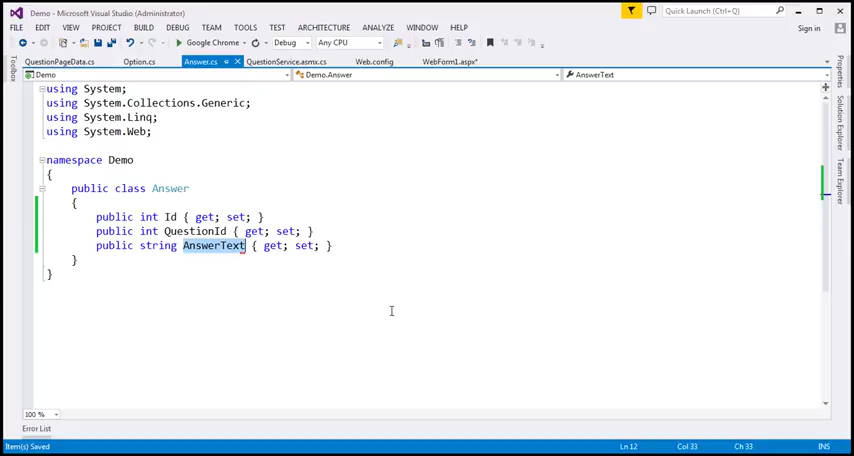 Demo - Microsoft Visual Studio (Administrator)
Quick Launch (Ctrl+Q)
FILE EDIT VIEW PROJECT BUILD DEBUG TEAM TOOLS TEST ARCHITECTURE ANALYZE WINDOW HELP
Sign in
Google Chrome Debug Any CPU
QuestionPageData.cs Option.cs Answer.cs QuestionService.asmx.cs Web.config WebForm1.aspx*
Demo Demo.Answer AnswerText
Toolbox
using System;
using System.Collections.Generic;
using System.Linq;
using System.Web;
namespace Demo
{
public class Answer
{
public int Id { get; set; }
public int QuestionId { get; set; }
public string AnswerText { get; set; }
}
}
Properties
Solution Explorer
Team Explorer
100 %
Error List
Item(s) Saved Ln 12 Col 33 Ch 33 INS